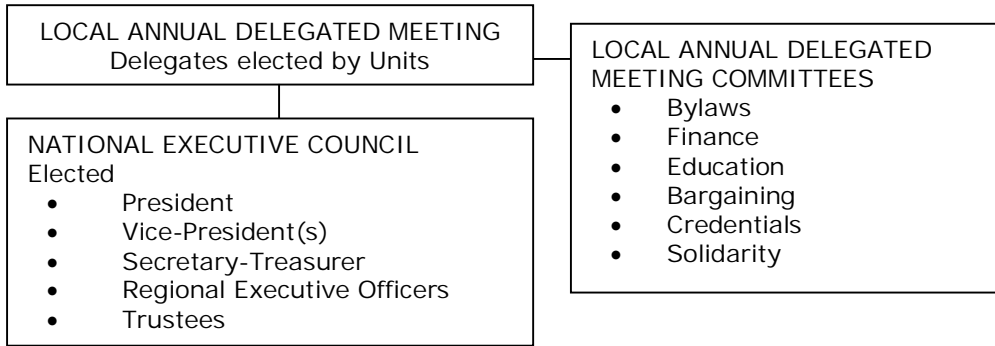 LOCAL ANNUAL DELEGATED MEETING
Delegates elected by Units
LOCAL ANNUAL DELEGATED
MEETING COMMITTEES
• Bylaws
• Finance
• Education
• Bargaining
• Credentials
• Solidarity
NATIONAL EXECUTIVE COUNCIL
Elected
• President
• Vice-President(s)
• Secretary-Treasurer
• Regional Executive Officers
• Trustees